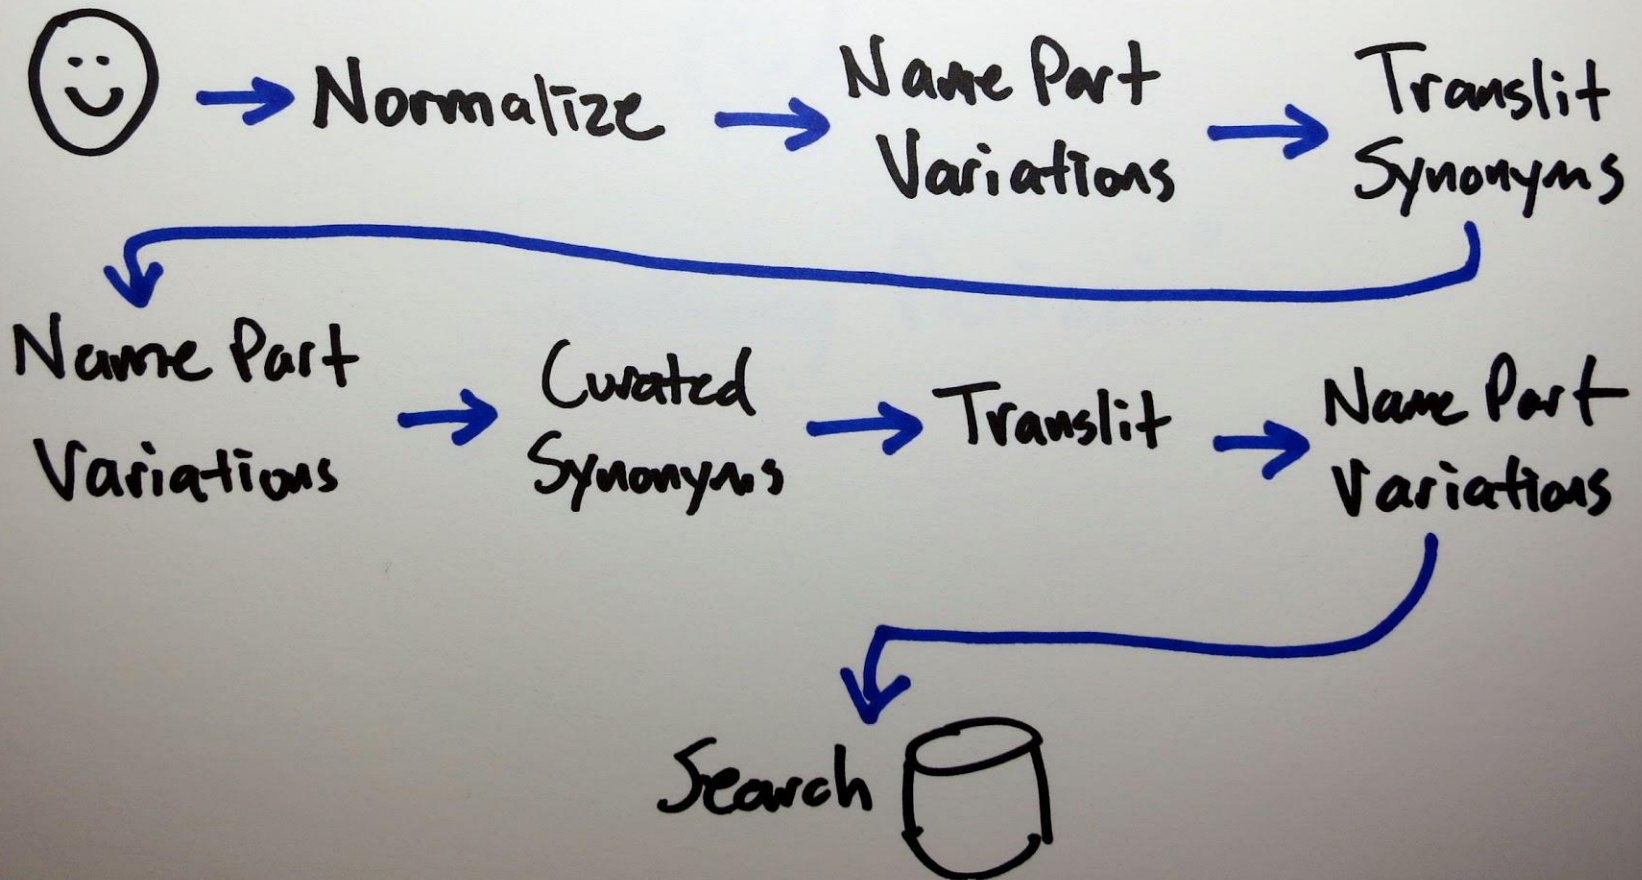 Normalize
Name Part
Variations
Translit
Synonyms
Name Part
Variations
Curated
Synonyms
Translit
Name Part
Variations
Search